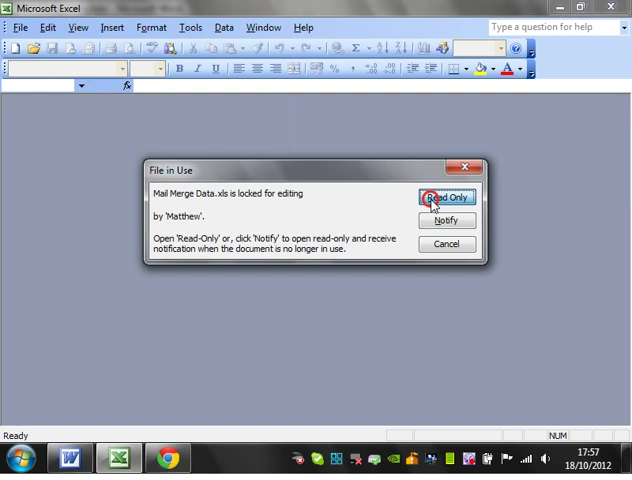 Microsoft Excel
File Edit View Insert Format Tools Data Window Help
Type a question for help
B I U
fx
File in Use
Mail Merge Data.xls is locked for editing
Read Only
by 'Matthew'.
Notify
Open 'Read-Only' or, click 'Notify' to open read-only and receive
notification when the document is no longer in use.
Cancel
Ready
NUM
17:57
18/10/2012